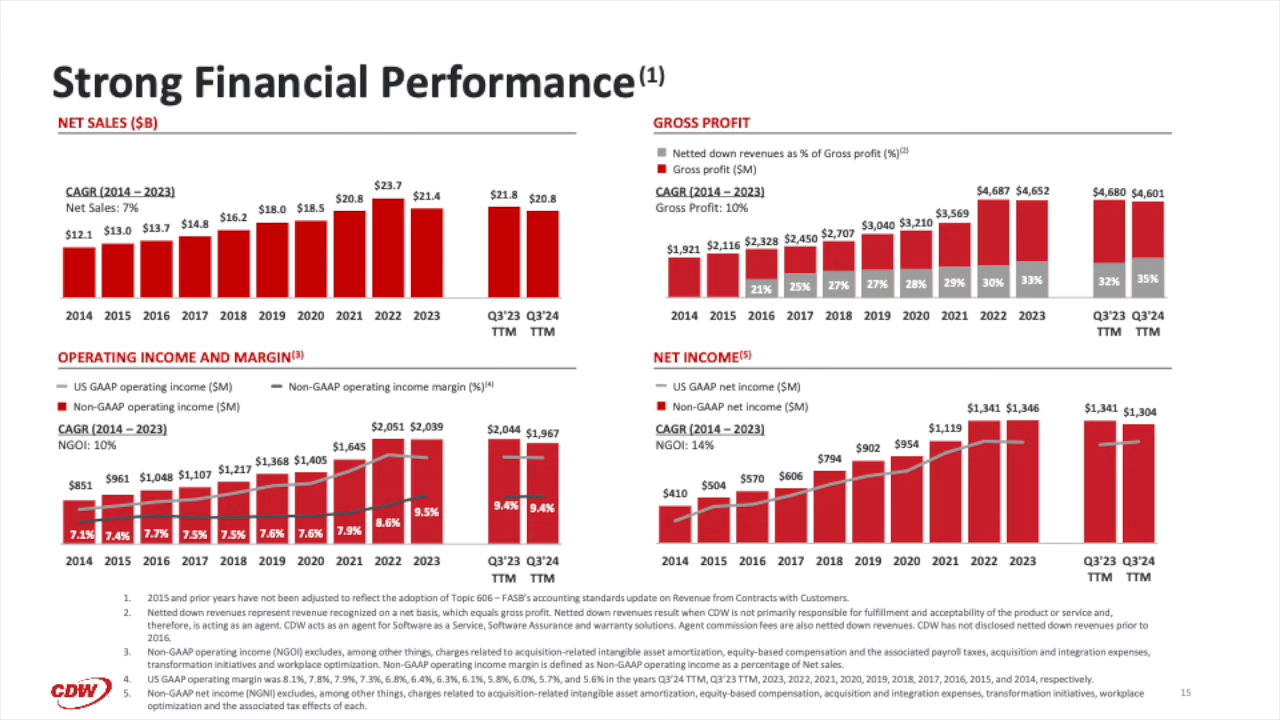 Strong Financial Performance(1)
NET SALES ($B)
CAGR (2014 – 2023)
Net Sales: 7%
$12.1 $13.0 $13.7 $14.8 $16.2 $18.0 $18.5 $20.8 $23.7 $21.4 $21.8 $20.8
2014 2015 2016 2017 2018 2019 2020 2021 2022 2023 Q3'23 Q3'24
TTM TTM
GROSS PROFIT
Netted down revenues as % of Gross profit (%)(2)
Gross profit ($M)
CAGR (2014 – 2023)
Gross Profit: 10%
$1,921 $2,116 $2,328 $2,450 $2,707 $3,040 $3,210 $3,569 $4,687 $4,652 $4,680 $4,601
21% 25% 27% 27% 28% 29% 30% 33% 32% 35%
2014 2015 2016 2017 2018 2019 2020 2021 2022 2023 Q3'23 Q3'24
TTM TTM
OPERATING INCOME AND MARGIN(3)
US GAAP operating income ($M) Non-GAAP operating income margin (%)(4)
Non-GAAP operating income ($M)
CAGR (2014 – 2023)
NGOI: 10%
$851 $961 $1,048 $1,107 $1,217 $1,368 $1,405 $1,645 $2,051 $2,039 $2,044 $1,967
7.1% 7.4% 7.7% 7.5% 7.5% 7.6% 7.6% 7.9% 8.6% 9.5% 9.4% 9.4%
2014 2015 2016 2017 2018 2019 2020 2021 2022 2023 Q3'23 Q3'24
TTM TTM
NET INCOME(5)
US GAAP net income ($M)
Non-GAAP net income ($M)
CAGR (2014 – 2023)
NGOI: 14%
$410 $504 $570 $606 $794 $902 $954 $1,119 $1,341 $1,346 $1,341 $1,304
2014 2015 2016 2017 2018 2019 2020 2021 2022 2023 Q3'23 Q3'24
TTM TTM
1. 2015 and prior years have not been adjusted to reflect the adoption of Topic 606 – FASB's accounting standards update on Revenue from Contracts with Customers.
2. Netted down revenues represent revenue recognized on a net basis, which equals gross profit. Netted down revenues result when CDW is not primarily responsible for fulfillment and acceptability of the product or service and,
therefore, is acting as an agent. CDW acts as an agent for Software as a Service, Software Assurance and warranty solutions. Agent commission fees are also netted down revenues. CDW has not disclosed netted down revenues prior to
2016.
3. Non-GAAP operating income (NGOI) excludes, among other things, charges related to acquisition-related intangible asset amortization, equity-based compensation and the associated payroll taxes, acquisition and integration expenses,
transformation initiatives and workplace optimization. Non-GAAP operating income margin is defined as Non-GAAP operating income as a percentage of Net sales.
4. US GAAP operating margin was 8.1%, 7.8%, 7.9%, 7.3%, 6.8%, 6.4%, 6.3%, 6.1%, 5.8%, 6.0%, 5.7%, and 5.6% in the years Q3'24 TTM, Q3'23 TTM, 2023, 2022, 2021, 2020, 2019, 2018, 2017, 2016, 2015, and 2014, respectively.
5. Non-GAAP net income (NGNI) excludes, among other things, charges related to acquisition-related intangible asset amortization, equity-based compensation, acquisition and integration expenses, transformation initiatives, workplace
optimization and the associated tax effects of each.
CDW
15